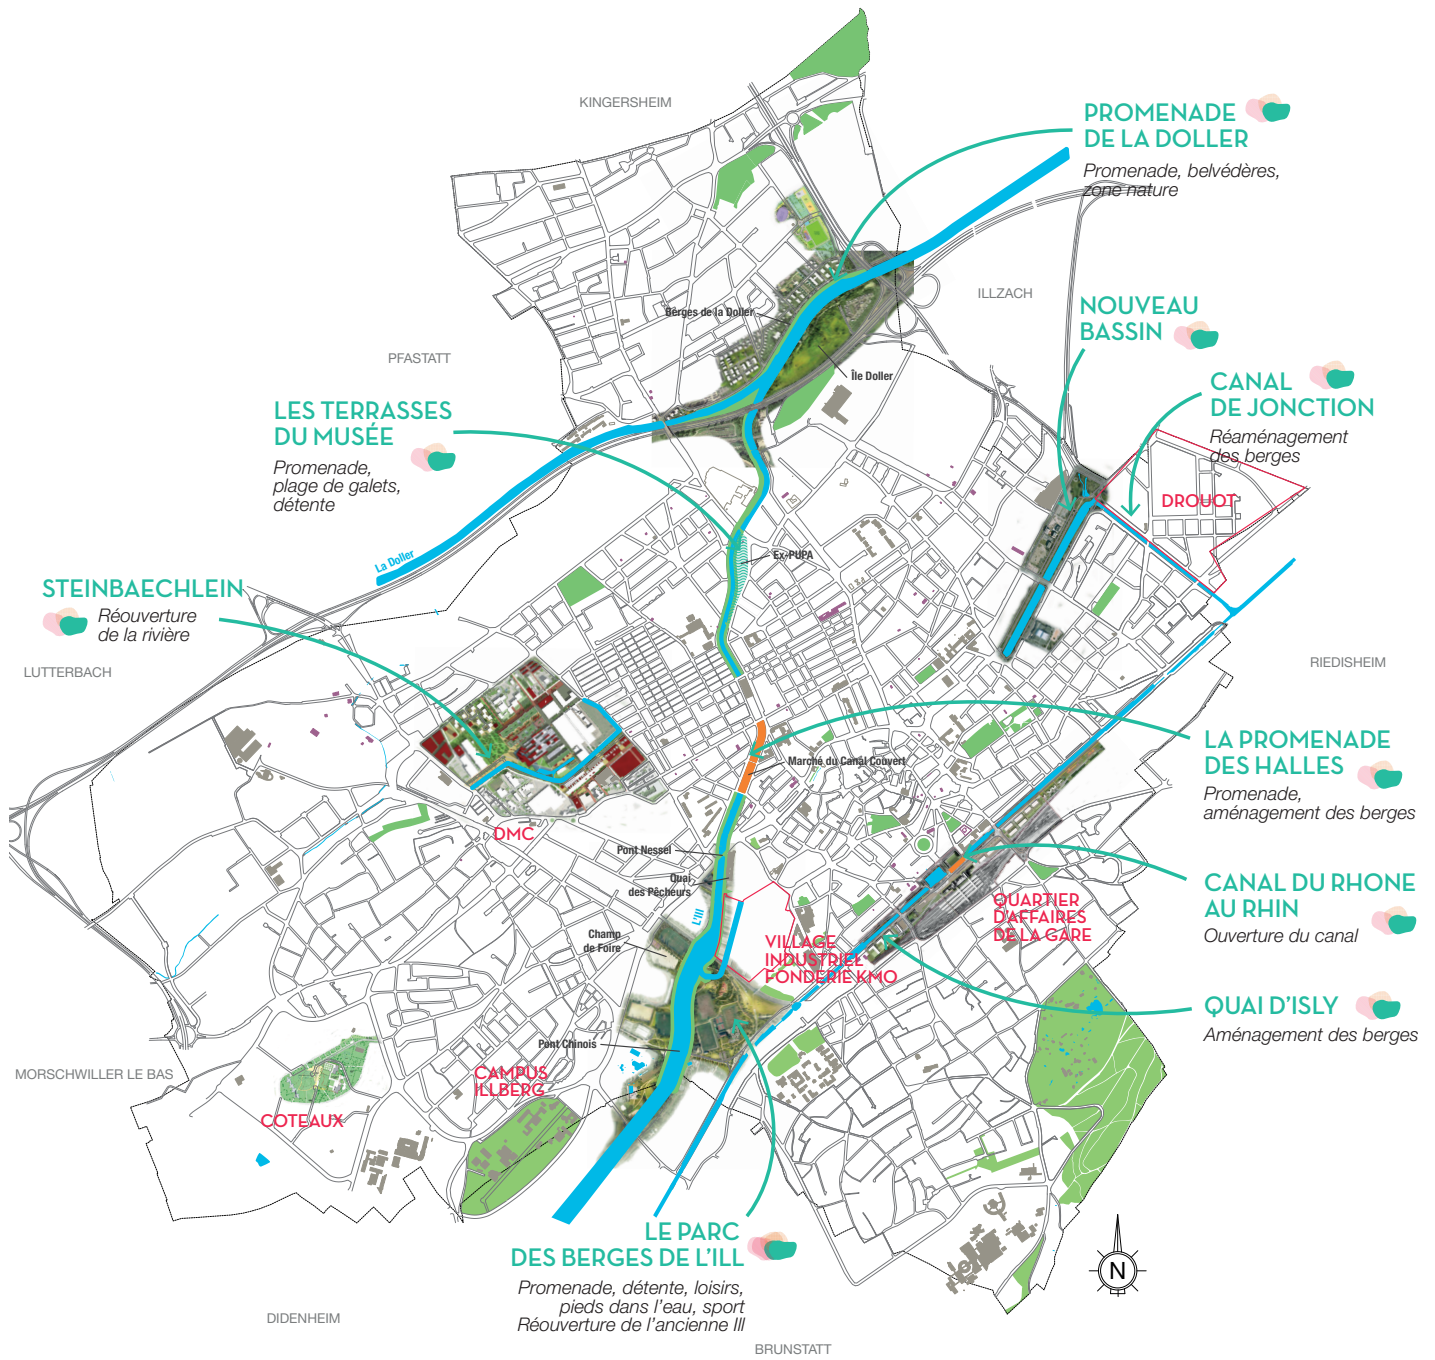 KINGERSHEIM
PROMENADE
DE LA DOLLER
Promenade, belvédères,
zone nature
ILLZACH
NOUVEAU
BASSIN
Berges de la Doller
PFASTATT
Île Doller
CANAL
DE JONCTION
Réaménagement
des berges
LES TERRASSES
DU MUSÉE
Promenade,
plage de galets,
détente
DROUOT
La Doller
Ex-PUPA
STEINBAECHLEIN
Réouverture
de la rivière
LUTTERBACH
RIEDISHEIM
LA PROMENADE
DES HALLES
Promenade,
aménagement des berges
Marché du Canal Couvert
DMC
Pont Nessel
Quai
des Pêcheurs
CANAL DU RHONE
AU RHIN
Ouverture du canal
QUARTIER
D'AFFAIRES
DE LA GARE
L'Ill
Champ
de Foire
VILLAGE
INDUSTRIEL
FONDERIE KMO
QUAI D'ISLY
Aménagement des berges
Pont Chinois
MORSCHWILLER LE BAS
CAMPUS
ILLBERG
COTEAUX
LE PARC
DES BERGES DE L'ILL
Promenade, détente, loisirs,
pieds dans l'eau, sport
Réouverture de l'ancienne Ill
N
DIDENHEIM
BRUNSTATT